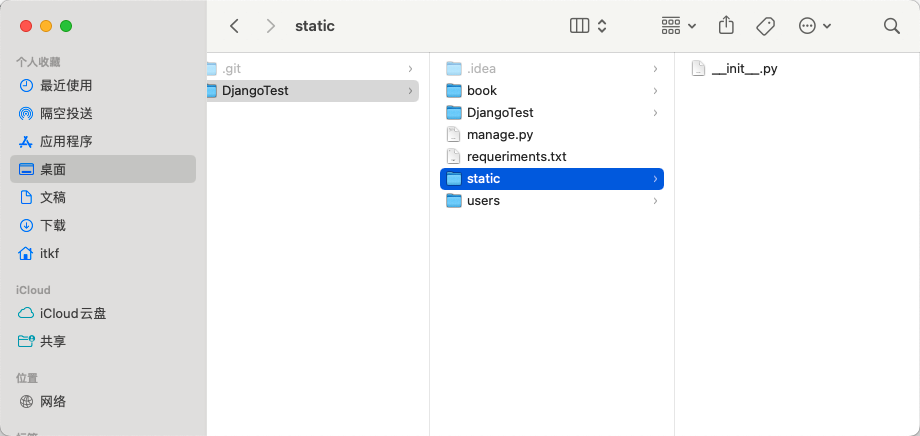 static
个人收藏
最近使用
隔空投送
应用程序
桌面
文稿
下载
itkf
iCloud
iCloud云盘
共享
位置
网络
.git
DjangoTest
.idea
book
DjangoTest
manage.py
requeriments.txt
static
users
__init__.py